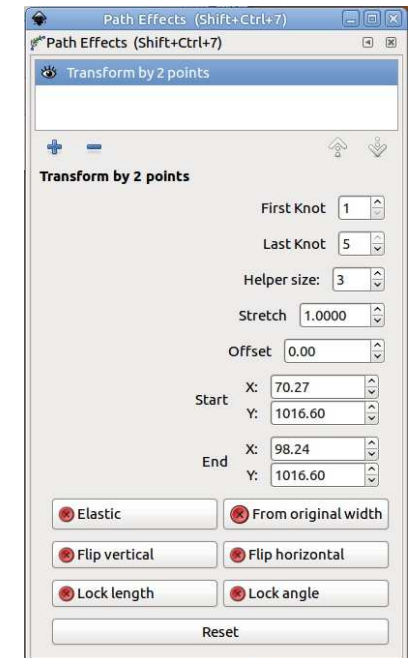 Path Effects (Shift+Ctrl+7)
Path Effects (Shift+Ctrl+7)
Transform by 2 points
Transform by 2 points
First Knot 1
Last Knot 5
Helper size: 3
Stretch 1.0000
Offset 0.00
Start X: 70.27
Y: 1016.60
End X: 98.24
Y: 1016.60
Elastic From original width
Flip vertical Flip horizontal
Lock length Lock angle
Reset